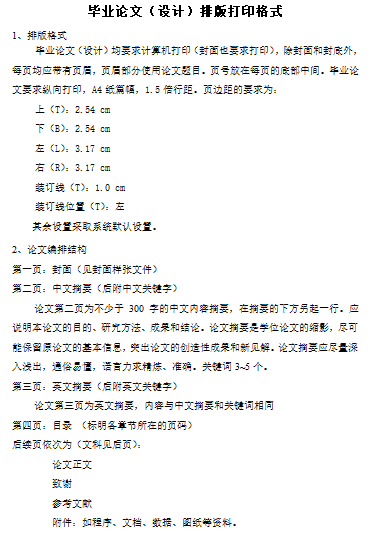 毕业论文（设计）排版打印格式
1、排版格式
毕业论文（设计）均要求计算机打印（封面也要求打印），除封面和封底外，
每页均应带有页眉，页眉部分使用论文题目。页号放在每页的底部中间。毕业论
文要求纵向打印，A4 纸篇幅，1.5 倍行距。页边距的要求为：
上（T）：2.54 cm
下（B）：2.54 cm
左（L）：3.17 cm
右（R）：3.17 cm
装订线（T）：1.0 cm
装订线位置（T）：左
其余设置采取系统默认设置。
2、论文编排结构
第一页：封面（见封面样张文件）
第二页：中文摘要（后附中文关键字）
论文第二页为不少于 300 字的中文内容摘要，在摘要的下方另起一行。应
说明本论文的目的、研究方法、成果和结论。论文摘要是学位论文的缩影，尽可
能保留原论文的基本信息，突出论文的创造性成果和新见解。论文摘要应尽量深
入浅出，通俗易懂，语言力求精炼、准确。关键词 3~5 个。
第三页：英文摘要（后附英文关键字）
论文第三页为英文摘要，内容与中文摘要和关键词相同
第四页：目录 （标明各章节所在的页码）
后续页依次为（文科见后页）：
论文正文
致谢
参考文献
附件：如程序、文档、数据、图纸等资料。